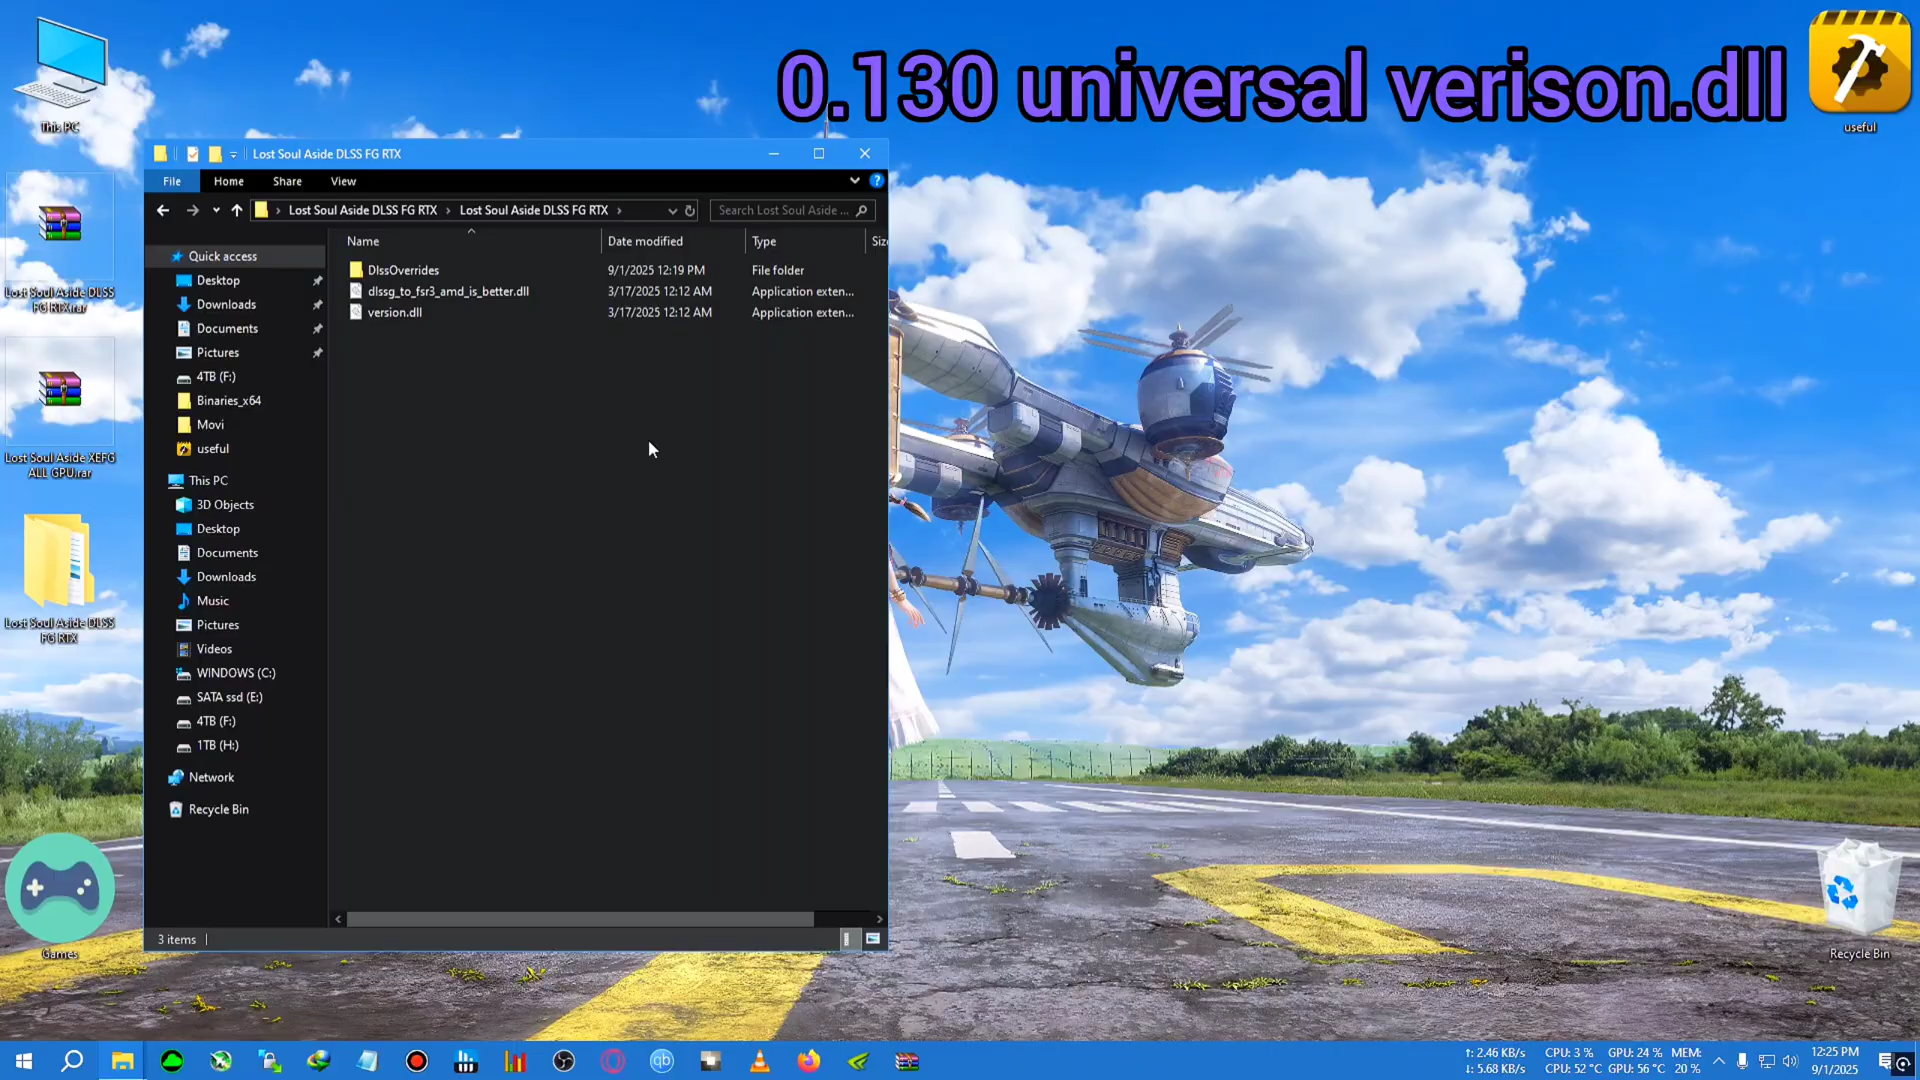 0.130 universal verison.dll
This PC
useful
Lost Soul Aside DLSS FG RTX
File Home Share View
Lost Soul Aside DLSS FG RTX > Lost Soul Aside DLSS FG RTX >
Search Lost Soul Aside ...
Name Date modified Type Siz
DlssOverrides 9/1/2025 12:19 PM File folder
dlssg_to_fsr3_amd_is_better.dll 3/17/2025 12:12 AM Application exten...
version.dll 3/17/2025 12:12 AM Application exten...
Quick access
Desktop
Downloads
Documents
Pictures
4TB (F:)
Binaries_x64
Movi
useful
This PC
3D Objects
Desktop
Documents
Downloads
Music
Pictures
Videos
WINDOWS (C:)
SATA ssd (E:)
4TB (F:)
1TB (H:)
Network
Recycle Bin
3 items
Lost Soul Aside DLSS
FG RTX.rar
Lost Soul Aside XEFG
ALL GPU.rar
Lost Soul Aside DLSS
FG RTX
Games
Recycle Bin
qb
↑: 2.46 KB/s CPU: 3 % GPU: 24 % MEM:
↓: 5.68 KB/s CPU: 52 °C GPU: 56 °C 20 %
12:25 PM
9/1/2025